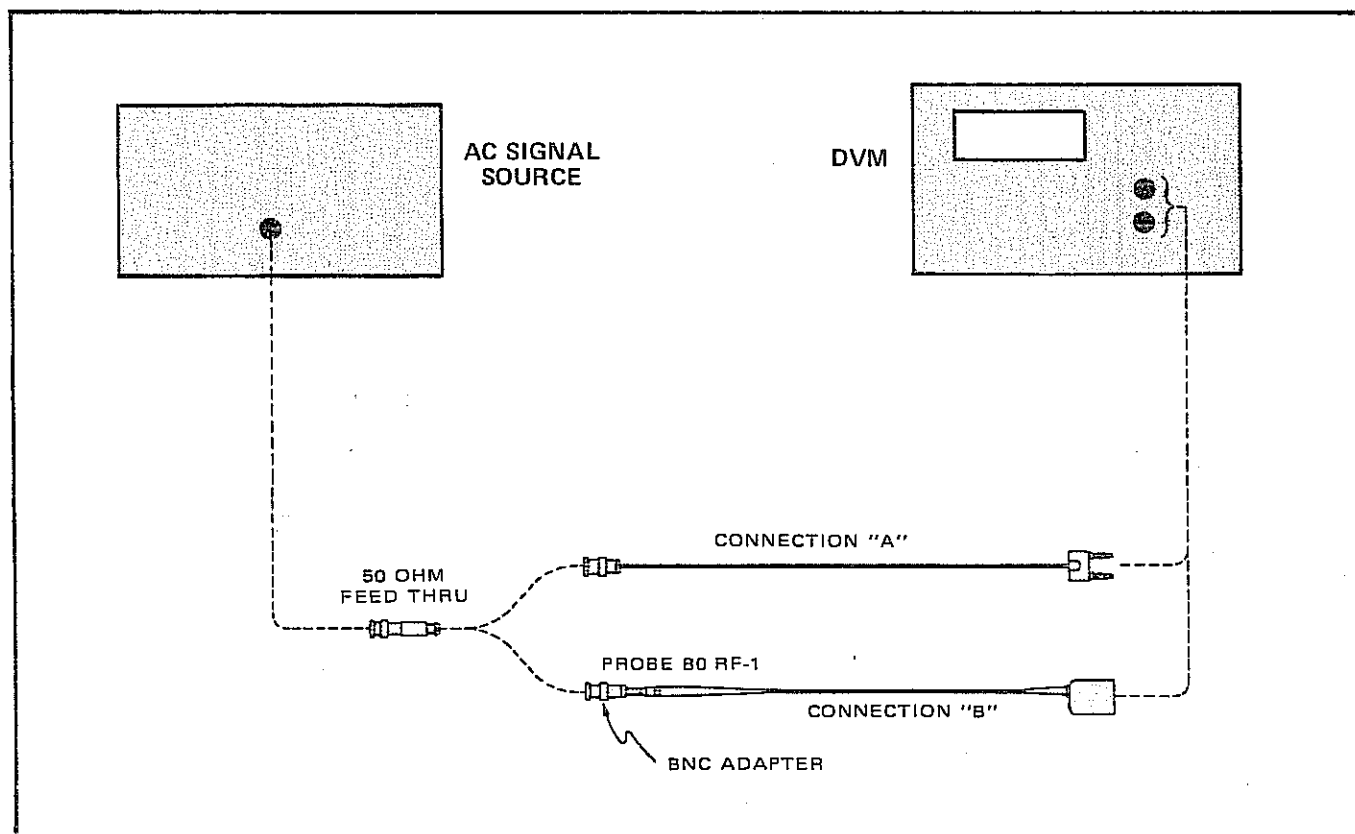 AC SIGNAL
SOURCE
DVM
CONNECTION "A"
50 OHM
FEED THRU
PROBE 80 RF-1
CONNECTION "B"
BNC ADAPTER